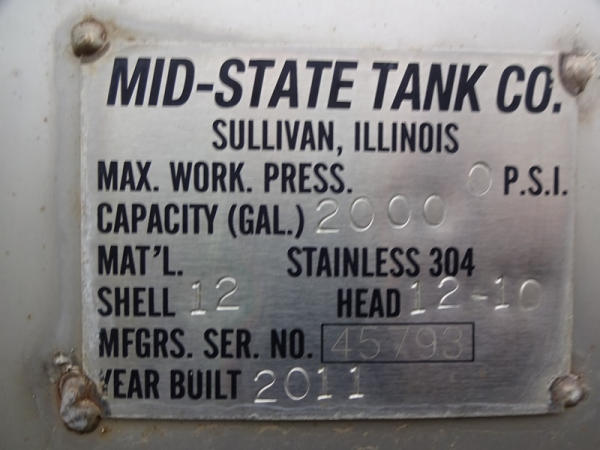 MID-STATE TANK CO.
SULLIVAN, ILLINOIS
MAX. WORK. PRESS. 0 P.S.I.
CAPACITY (GAL.) 2000
MAT'L. STAINLESS 304
SHELL 12 HEAD 12-10
MFGRS. SER. NO.
YEAR BUILT 2011